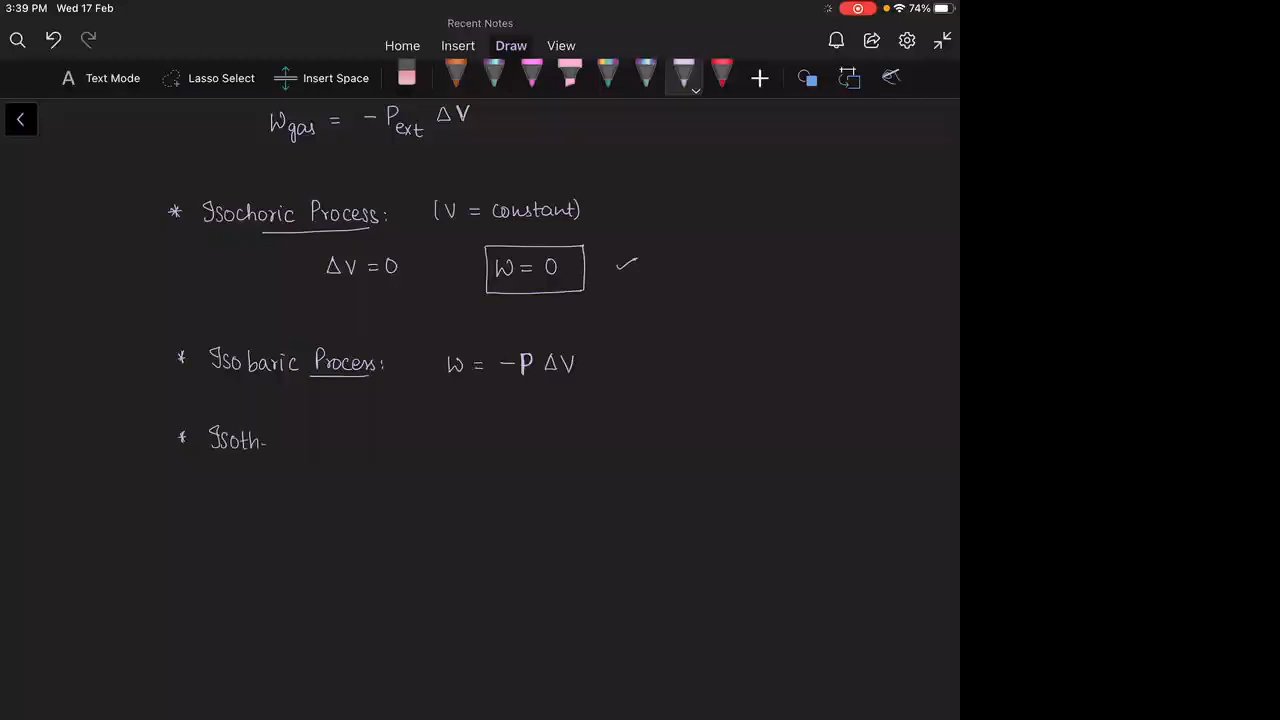 3:39 PM Wed 17 Feb
74%
Recent Notes
Home Insert Draw View
Text Mode Lasso Select Insert Space
Wgas = - Pext ΔV
* Isochoric Process: (V = constant)
ΔV = 0 W = 0 ✓
* Isobaric Process: W = -P ΔV
* Isoth-